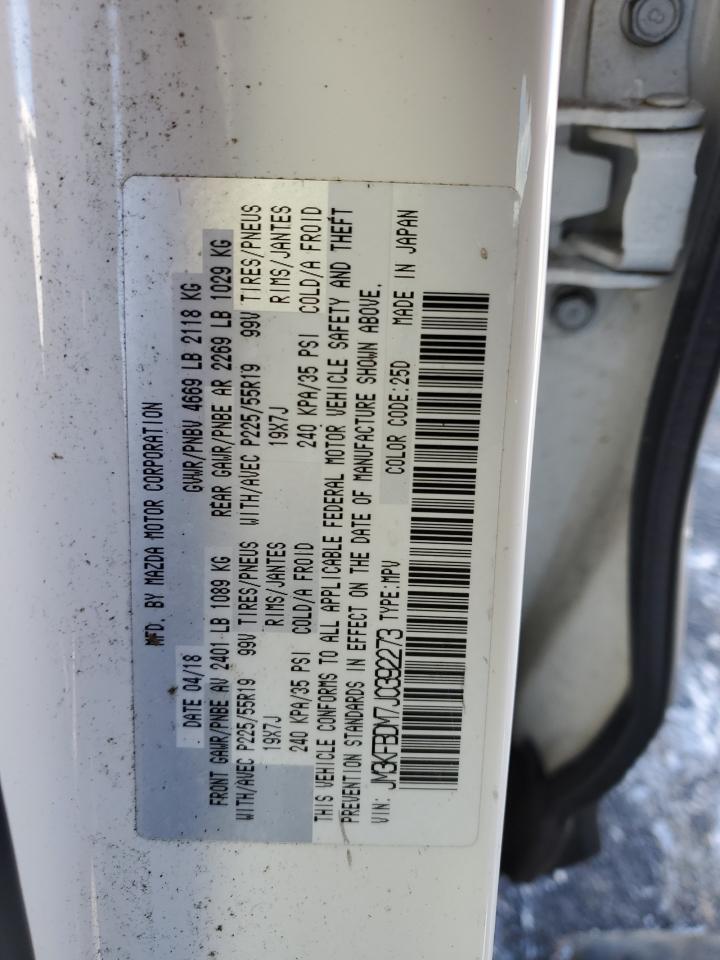 MFD. BY MAZDA MOTOR CORPORATION
DATE 04/18 GVWR/PNBV 4669 LB 2118 KG
FRONT GAWR/PNBE AV 2401 LB 1089 KG REAR GAWR/PNBE AR 2269 LB 1029 KG
WITH/AVEC P225/55R19 99V TIRES/PNEUS WITH/AVEC P225/55R19 99V TIRES/PNEUS
19X7J RIMS/JANTES 19X7J RIMS/JANTES
240 KPA/35 PSI COLD/A FROID 240 KPA/35 PSI COLD/A FROID
THIS VEHICLE CONFORMS TO ALL APPLICABLE FEDERAL MOTOR VEHICLE SAFETY AND THEFT
PREVENTION STANDARDS IN EFFECT ON THE DATE OF MANUFACTURE SHOWN ABOVE.
VIN: JM3KFBDM7J0392273 TYPE:MPV COLOR CODE:25D MADE IN JAPAN